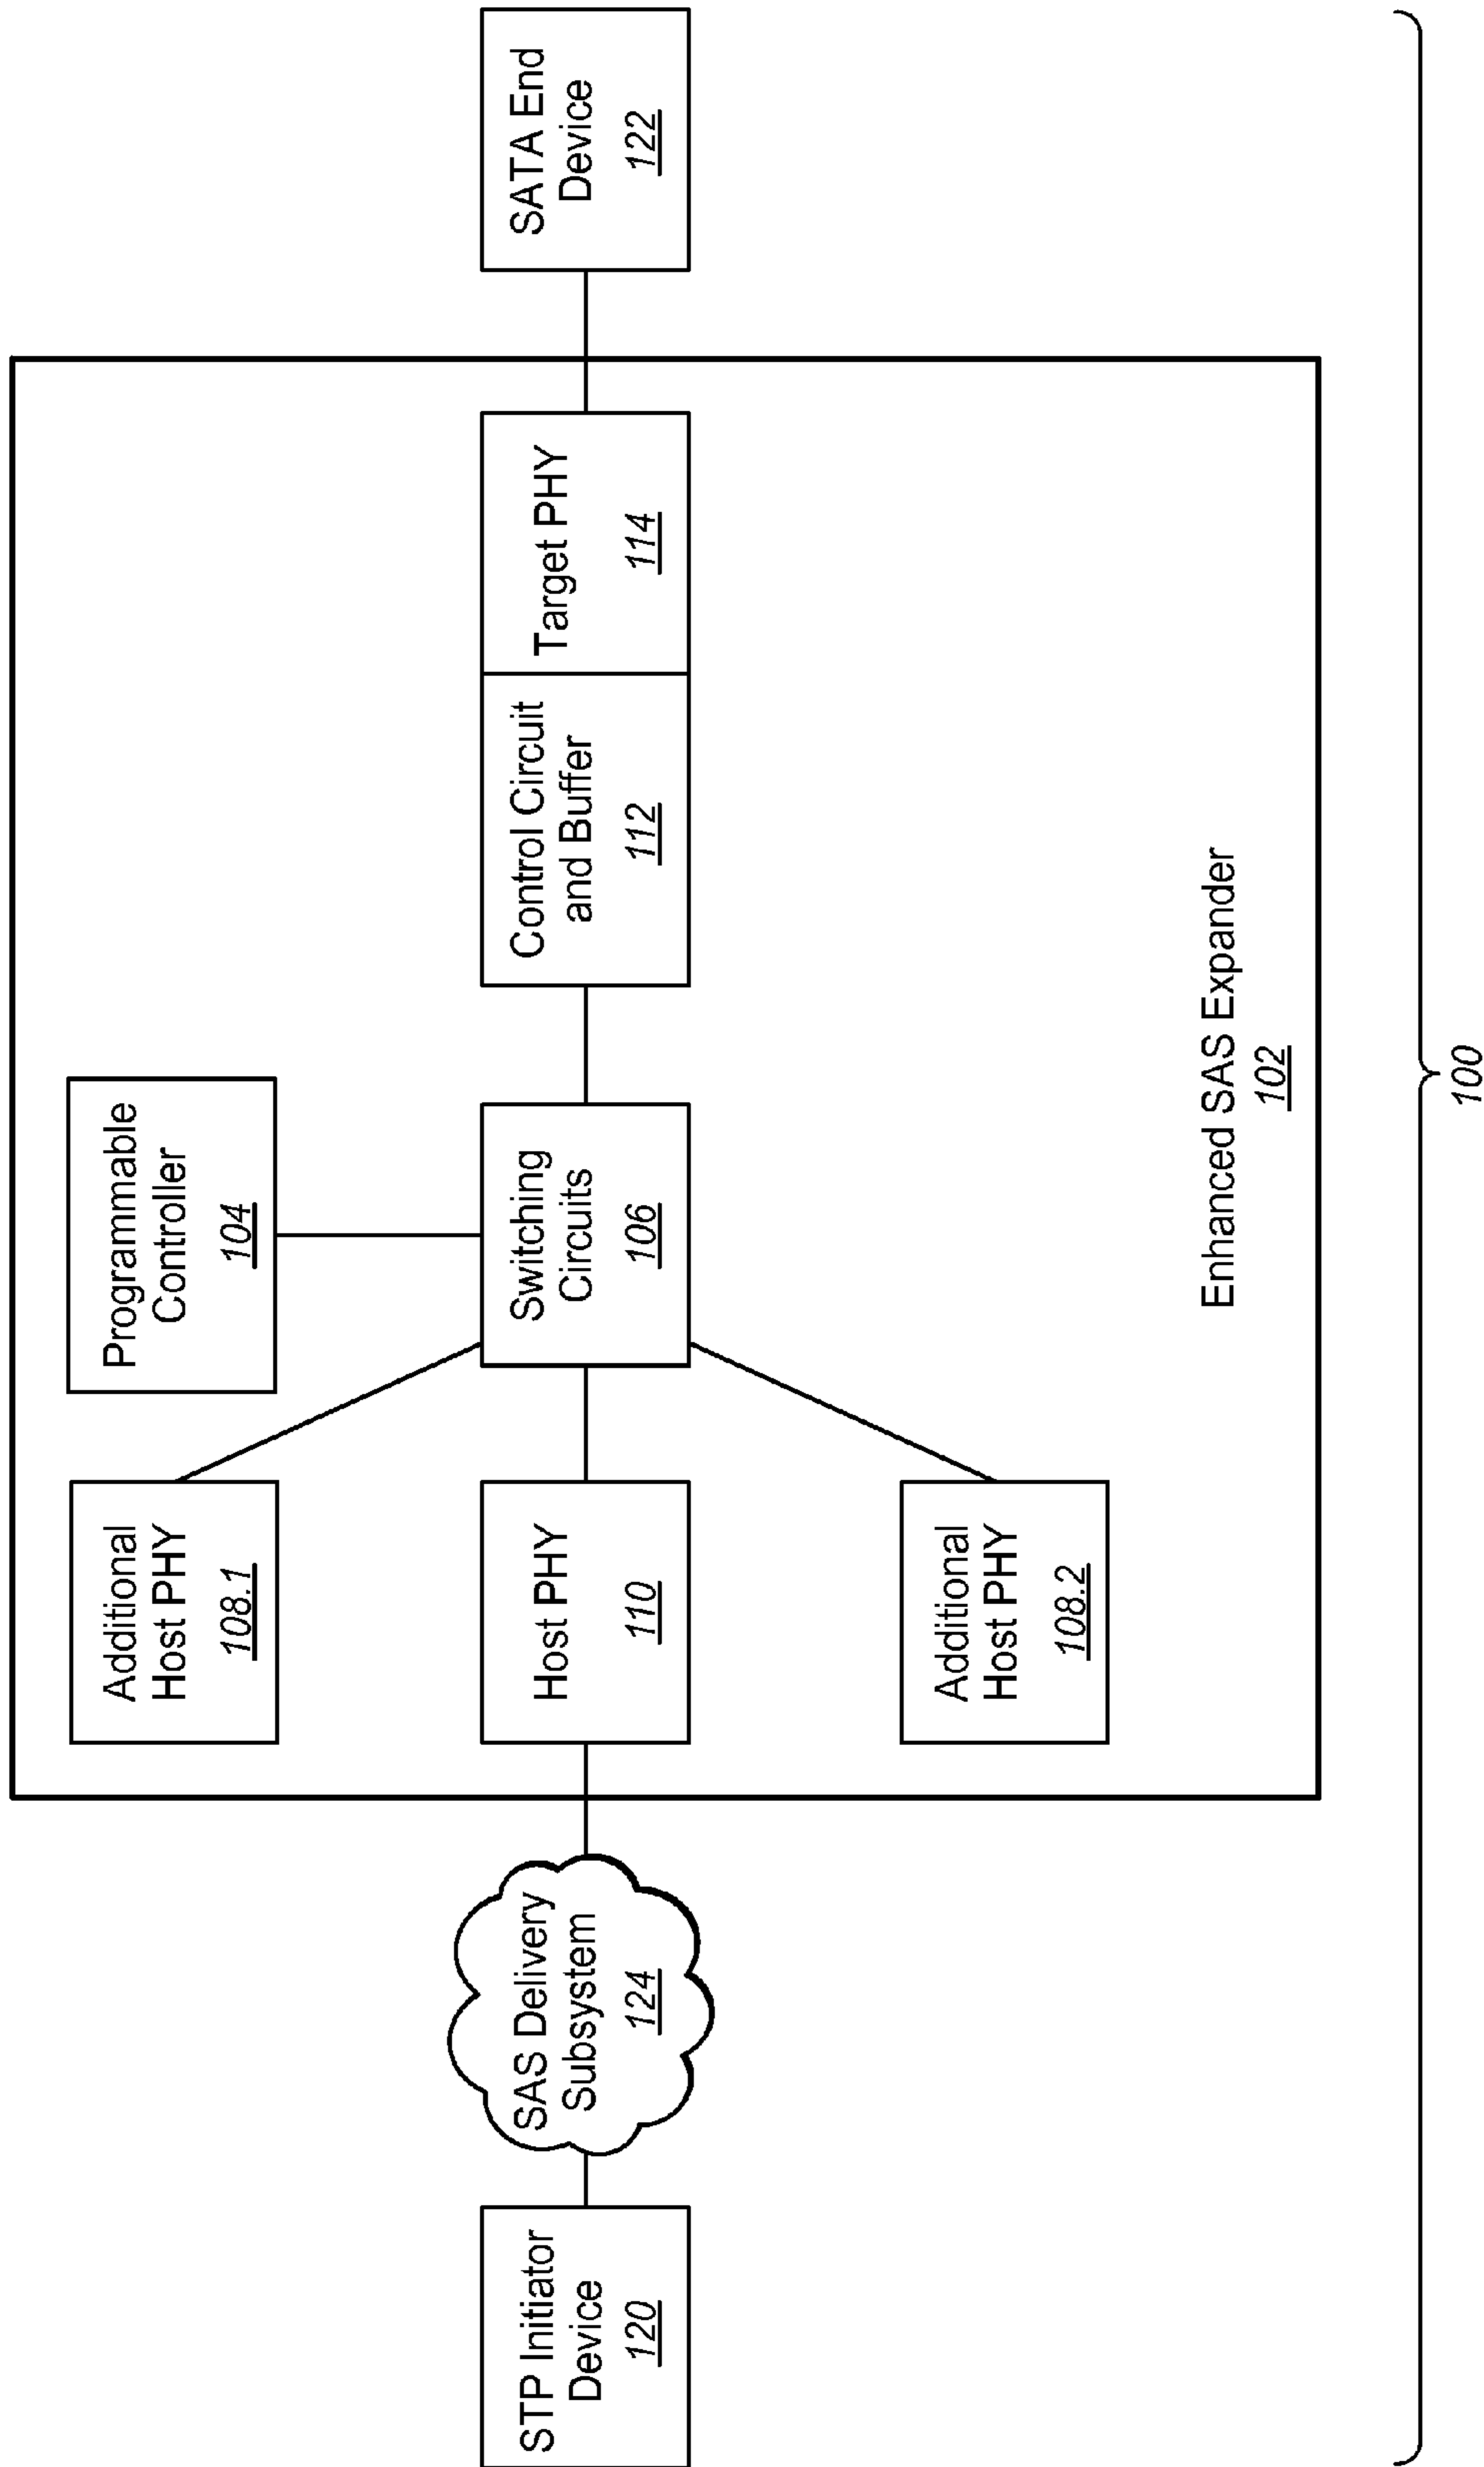 STP Initiator
Device
120
SAS Delivery
Subsystem
124
Additional
Host PHY
108.1
Host PHY
110
Additional
Host PHY
108.2
Programmable
Controller
104
Switching
Circuits
106
Control Circuit
and Buffer
112
Target PHY
114
Enhanced SAS Expander
102
SATA End
Device
122
100